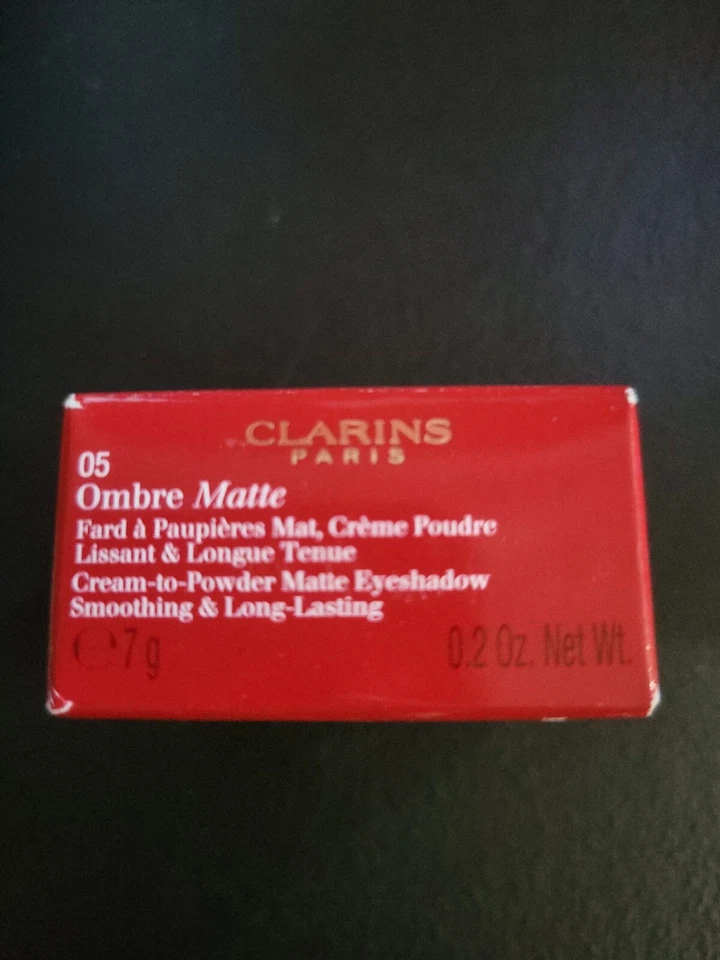 CLARINS
PARIS
05
Ombre Matte
Fard à Paupières Mat, Crème Poudre
Lissant & Longue Tenue
Cream-to-Powder Matte Eyeshadow
Smoothing & Long-Lasting
℮7 g 0.2 Oz. Net Wt.